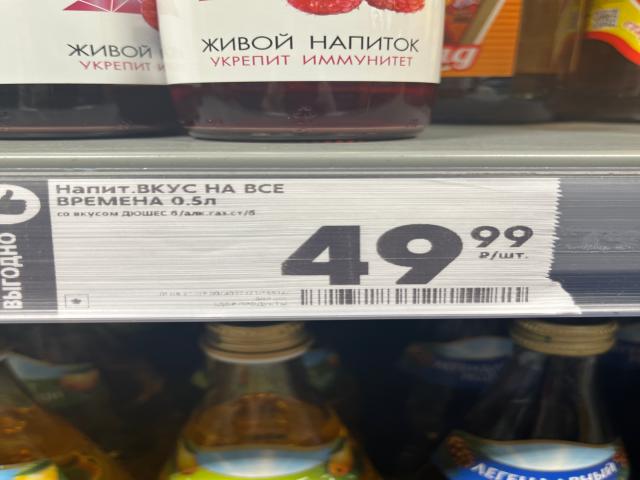 ЖИВОЙ
УКРЕПИТ
ЖИВОЙ НАПИТОК
УКРЕПИТ ИММУНИТЕТ
ВЫГОДНО
Напит.ВКУС НА ВСЕ
ВРЕМЕНА 0.5л
со вкусом ДЮШЕС б/алк.газ.ст/б
49 99
₽/шт.